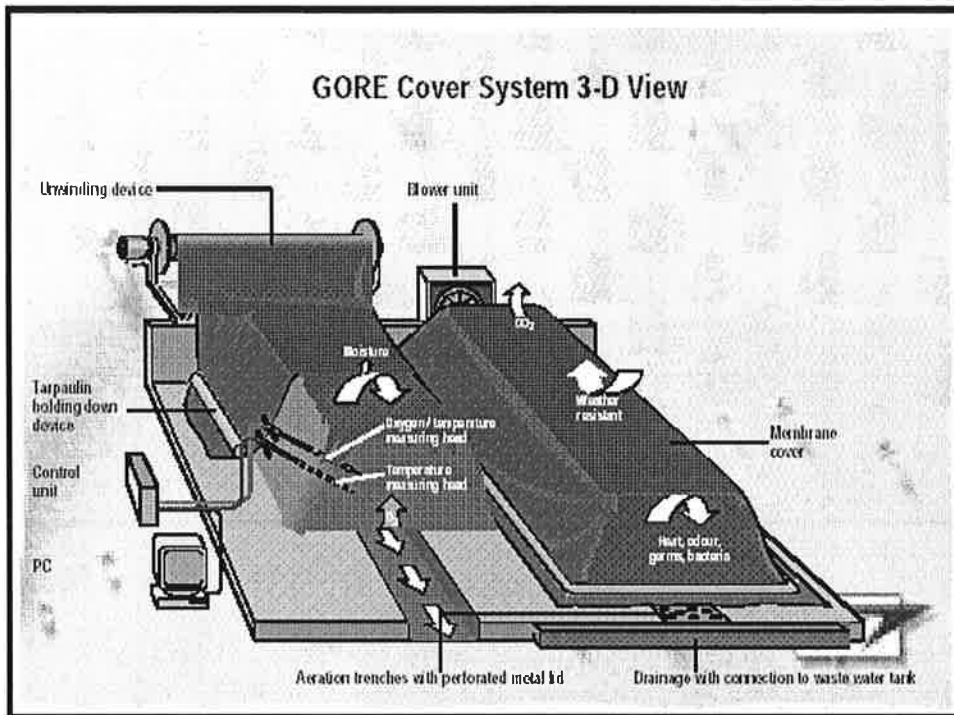 GORE Cover System 3-D View
Unwinding device
Blower unit
CO2
Moisture
Weather
resistant
Tarpaulin
holding down
device
Oxygen/temperature
measuring head
Membrane
cover
Control
unit
Temperature
measuring head
Heat, odour,
germs, bacteria
PC
Aeration trenches with perforated metal lid
Drainage with connection to waste water tank